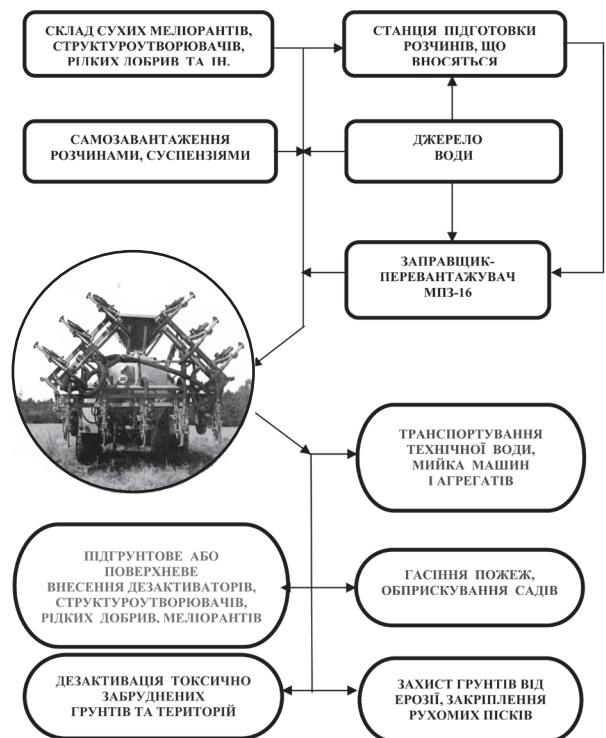 СКЛАД СУХИХ МЕЛІОРАНТІВ,
СТРУКТУРОУТВОРЮВАЧІВ,
РІДКИХ ДОБРИВ ТА ІН.
СТАНЦІЯ ПІДГОТОВКИ
РОЗЧИНІВ, ЩО
ВНОСЯТЬСЯ
САМОЗАВАНТАЖЕННЯ
РОЗЧИНАМИ, СУСПЕНЗІЯМИ
ДЖЕРЕЛО
ВОДИ
ЗАПРАВЩИК-
ПЕРЕВАНТАЖУВАЧ
МПЗ-16
ТРАНСПОРТУВАННЯ
ТЕХНІЧНОЇ ВОДИ,
МИЙКА МАШИН
І АГРЕГАТІВ
ПІДГРУНТОВЕ АБО
ПОВЕРХНЕВЕ
ВНЕСЕННЯ ДЕЗАКТИВАТОРІВ,
СТРУКТУРОУТВОРЮВАЧІВ,
РІДКИХ ДОБРИВ, МЕЛІОРАНТІВ
ГАСІННЯ ПОЖЕЖ,
ОБПРИСКУВАННЯ САДІВ
ДЕЗАКТИВАЦІЯ ТОКСИЧНО
ЗАБРУДНЕНИХ
ГРУНТІВ ТА ТЕРИТОРІЙ
ЗАХИСТ ГРУНТІВ ВІД
ЕРОЗІЇ, ЗАКРІПЛЕННЯ
РУХОМИХ ПІСКІВ